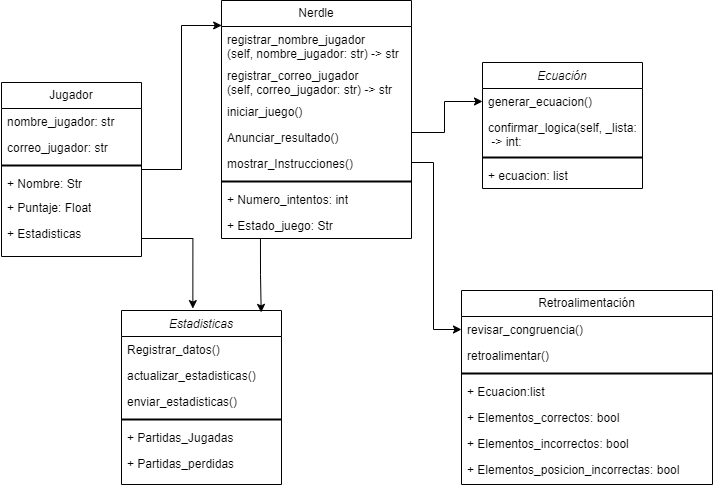 Nerdle
registrar_nombre_jugador
(self, nombre_jugador: str) -> str
registrar_correo_jugador
(self, correo_jugador: str) -> str
iniciar_juego()
Anunciar_resultado()
mostrar_Instrucciones()
+ Numero_intentos: int
+ Estado_juego: Str
Jugador
nombre_jugador: str
correo_jugador: str
+ Nombre: Str
+ Puntaje: Float
+ Estadisticas
Ecuación
generar_ecuacion()
confirmar_logica(self, _lista:
-> int:
+ ecuacion: list
Estadisticas
Registrar_datos()
actualizar_estadisticas()
enviar_estadisticas()
+ Partidas_Jugadas
+ Partidas_perdidas
Retroalimentación
revisar_congruencia()
retroalimentar()
+ Ecuacion:list
+ Elementos_correctos: bool
+ Elementos_incorrectos: bool
+ Elementos_posicion_incorrectas: bool